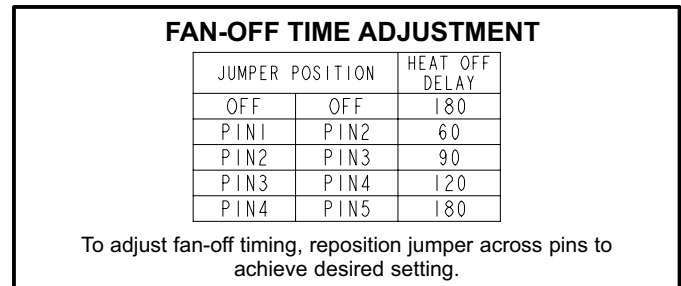 FAN-OFF TIME ADJUSTMENT
JUMPER POSITION HEAT OFF DELAY
OFF OFF 180
PIN1 PIN2 60
PIN2 PIN3 90
PIN3 PIN4 120
PIN4 PIN5 180
To adjust fan-off timing, reposition jumper across pins to
achieve desired setting.